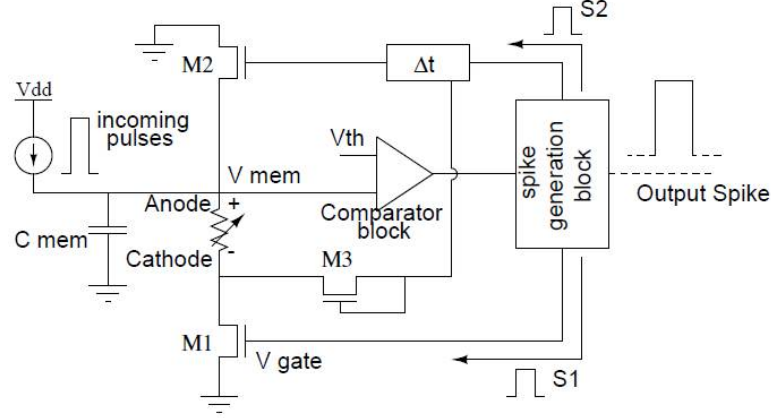 S2
M2
Δt
Vdd
incoming
pulses
Vth
V mem
spike
generation
block
Output Spike
Anode
+
Comparator
block
C mem
Cathode
-
M3
M1
V gate
S1